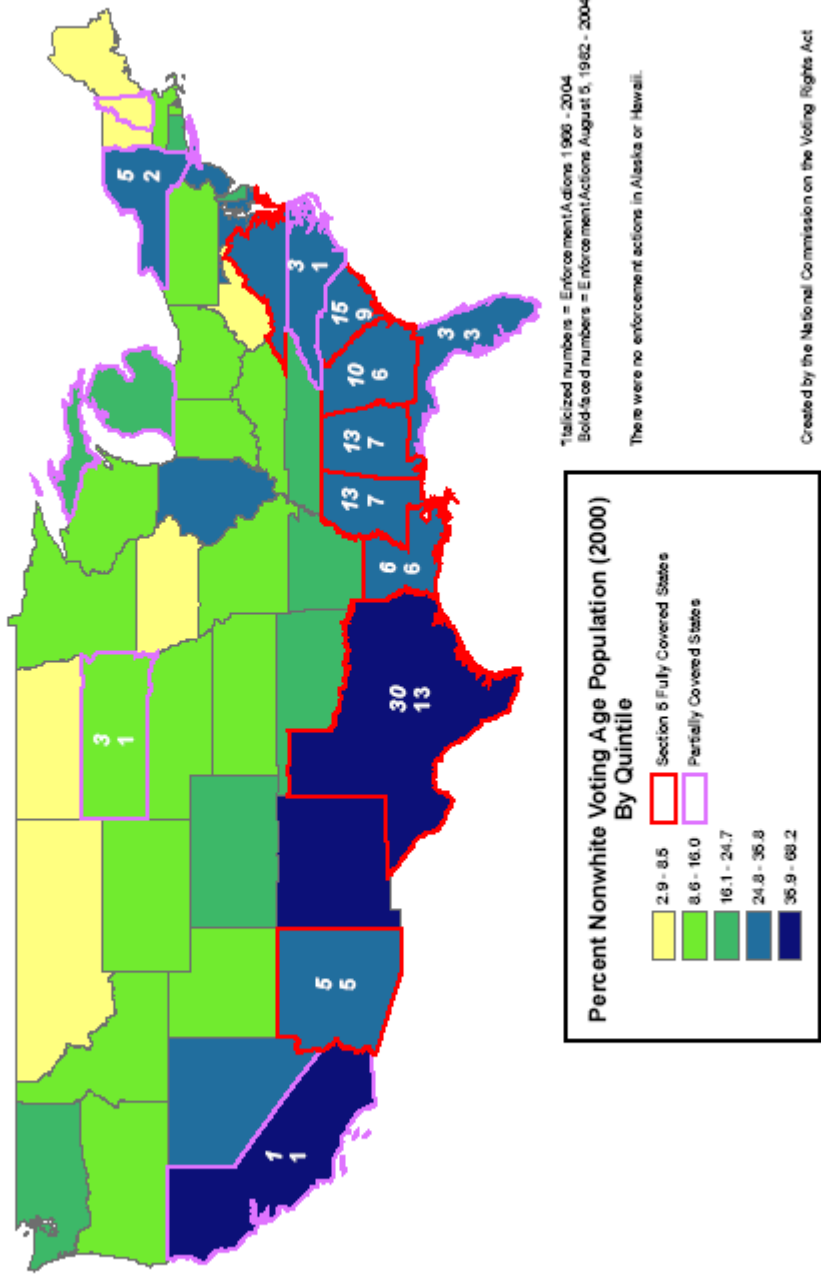 5
2
3
1
3
1
15
9
10
6
13
7
13
7
6
6
3
3
30
13
5
5
1
1
*Italicized numbers = Enforcement Actions 1966 - 2004
Bold-faced numbers = Enforcement Actions August 5, 1982 - 2004
There were no enforcement actions in Alaska or Hawaii.
Percent Nonwhite Voting Age Population (2000)
By Quintile
2.9 - 8.5
8.6 - 16.0
16.1 - 24.7
24.8 - 35.8
35.9 - 68.2
Section 5 Fully Covered States
Partially Covered States
Created by the National Commission on the Voting Rights Act